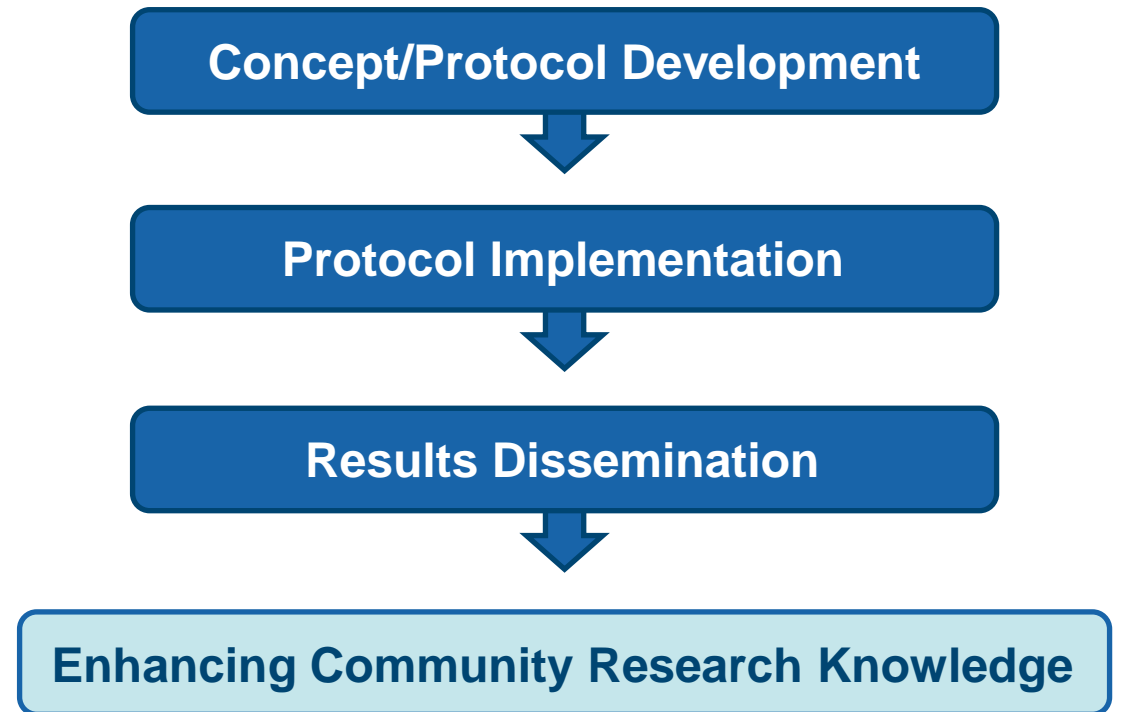 Concept/Protocol Development
Protocol Implementation
Results Dissemination
Enhancing Community Research Knowledge